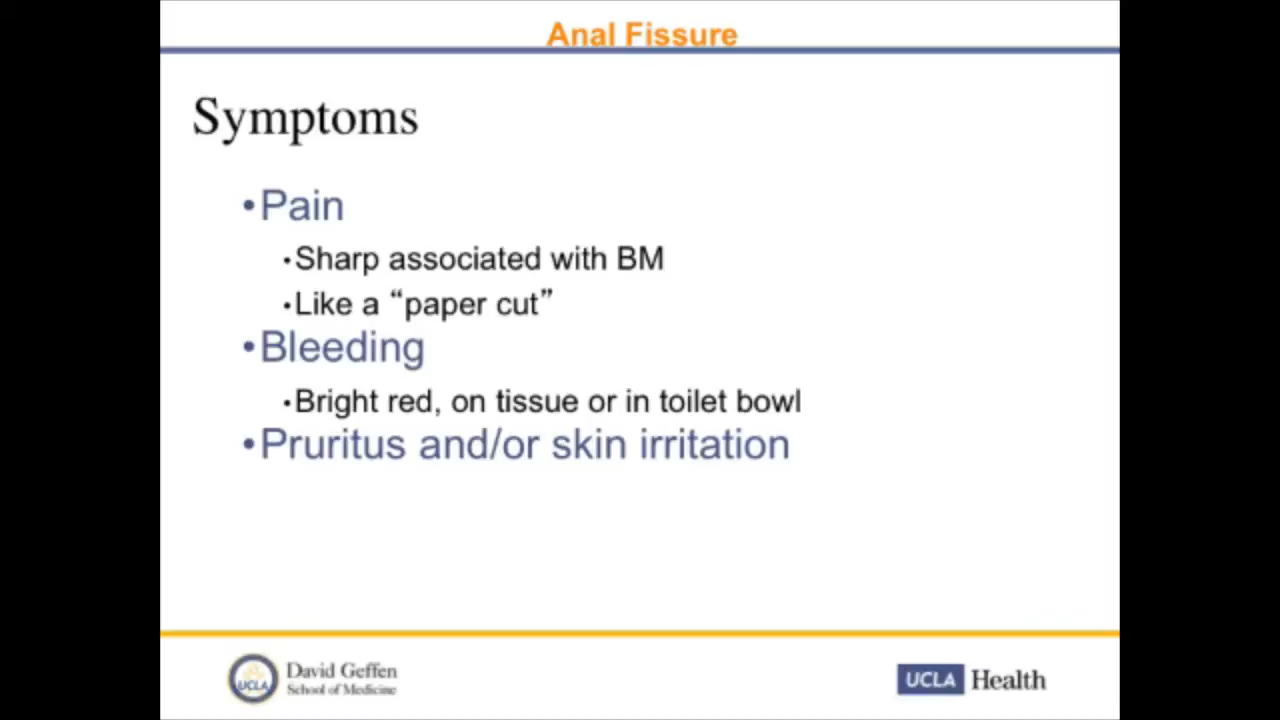 Anal Fissure
Symptoms
•Pain
•Sharp associated with BM
•Like a “paper cut”
•Bleeding
•Bright red, on tissue or in toilet bowl
•Pruritus and/or skin irritation
UCLA
David Geffen
School of Medicine
UCLA Health